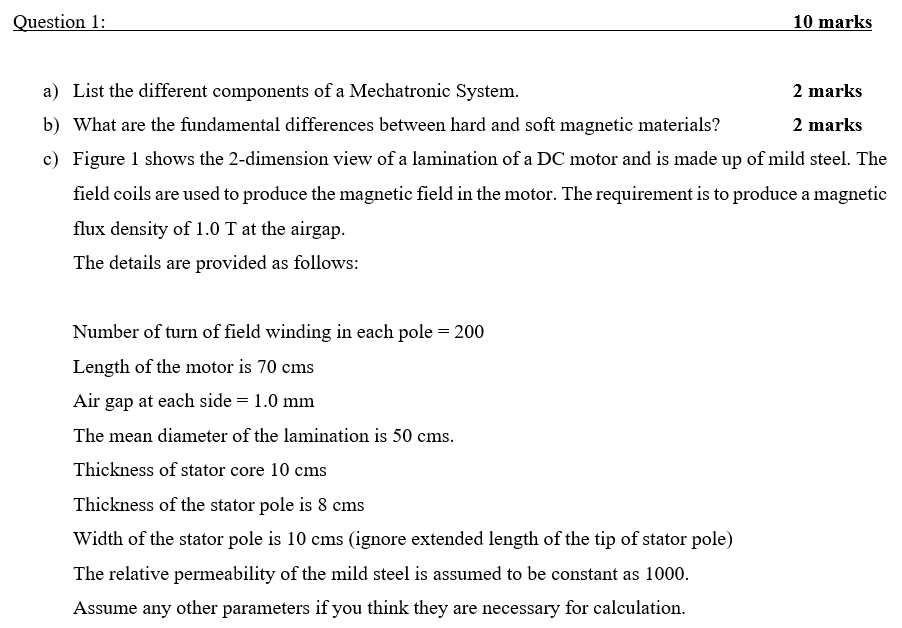 Question 1: 10 marks
a) List the different components of a Mechatronic System. 2 marks
b) What are the fundamental differences between hard and soft magnetic materials? 2 marks
c) Figure 1 shows the 2-dimension view of a lamination of a DC motor and is made up of mild steel. The
field coils are used to produce the magnetic field in the motor. The requirement is to produce a magnetic
flux density of 1.0 T at the airgap.
The details are provided as follows:
Number of turn of field winding in each pole = 200
Length of the motor is 70 cms
Air gap at each side = 1.0 mm
The mean diameter of the lamination is 50 cms.
Thickness of stator core 10 cms
Thickness of the stator pole is 8 cms
Width of the stator pole is 10 cms (ignore extended length of the tip of stator pole)
The relative permeability of the mild steel is assumed to be constant as 1000.
Assume any other parameters if you think they are necessary for calculation.